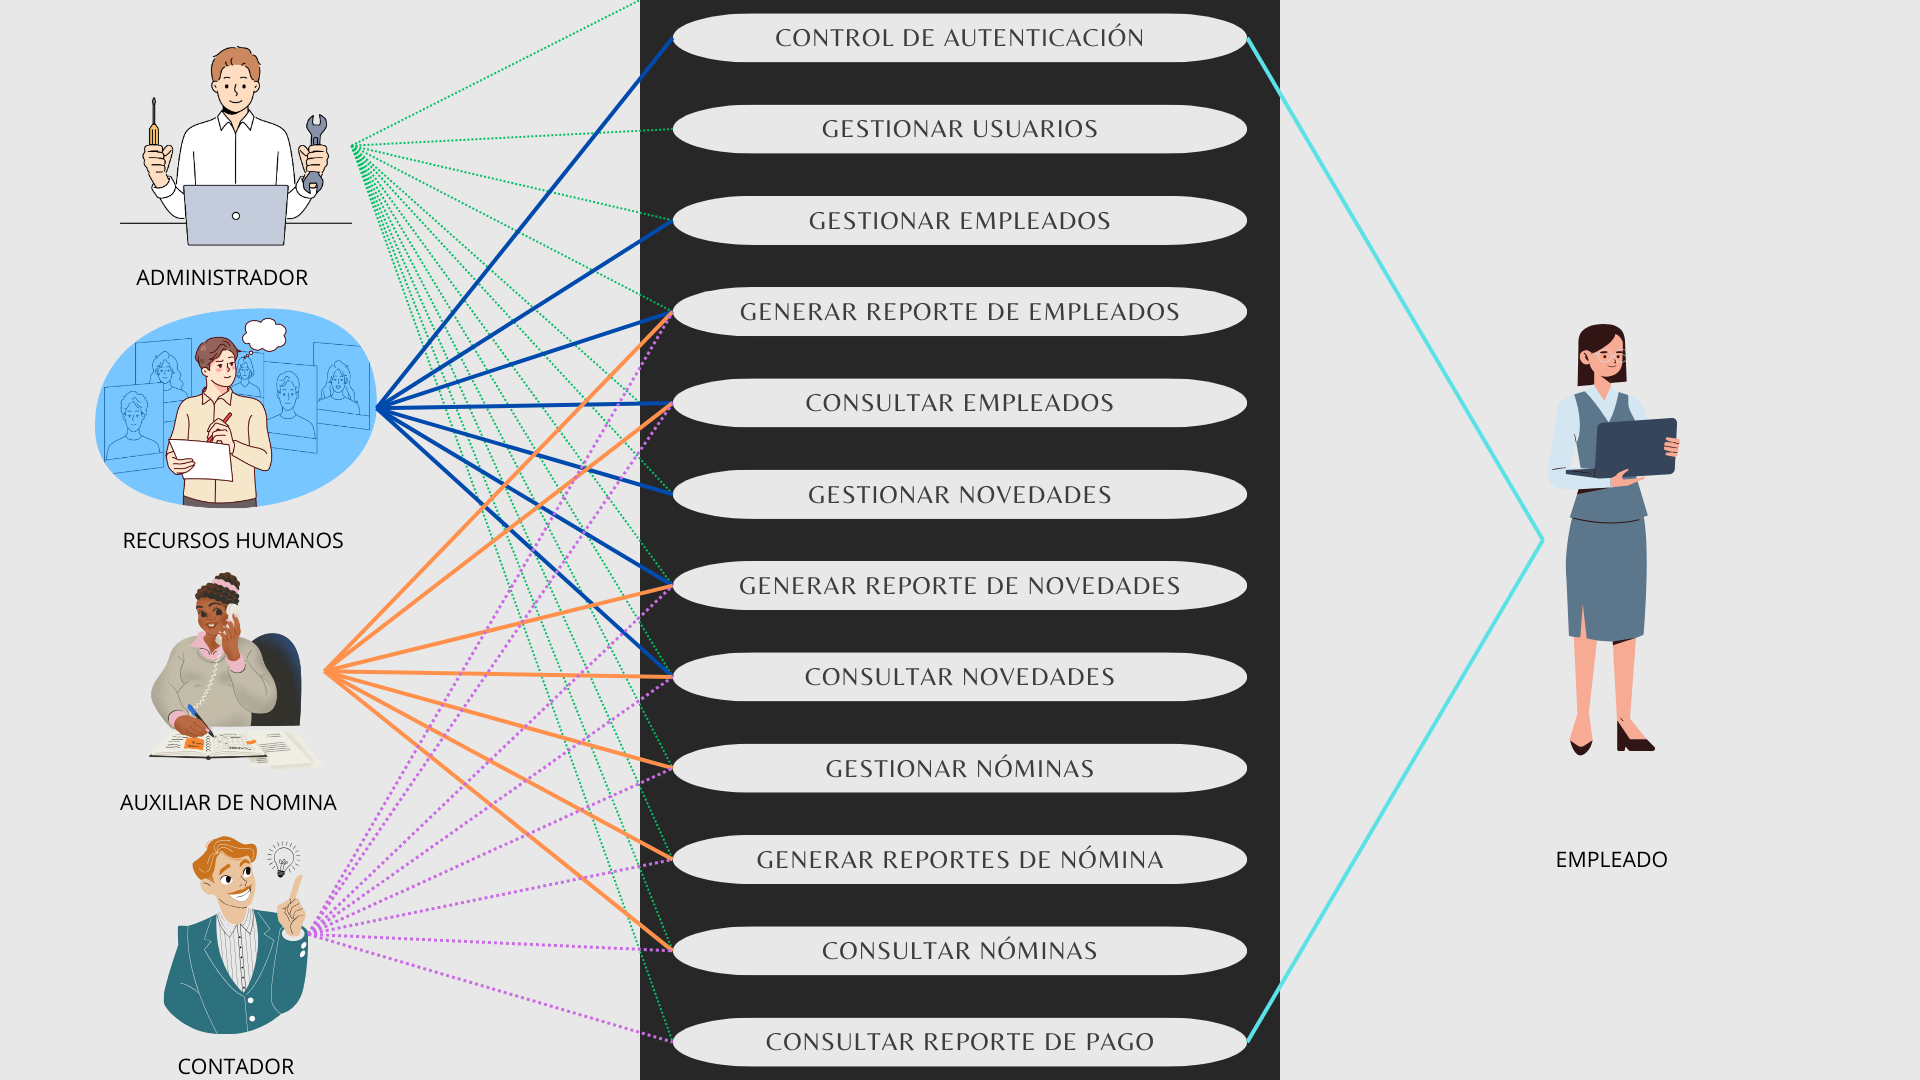 ADMINISTRADOR
RECURSOS HUMANOS
AUXILIAR DE NOMINA
CONTADOR
CONTROL DE AUTENTICACIÓN
GESTIONAR USUARIOS
GESTIONAR EMPLEADOS
GENERAR REPORTE DE EMPLEADOS
CONSULTAR EMPLEADOS
GESTIONAR NOVEDADES
GENERAR REPORTE DE NOVEDADES
CONSULTAR NOVEDADES
GESTIONAR NÓMINAS
GENERAR REPORTES DE NÓMINA
CONSULTAR NÓMINAS
CONSULTAR REPORTE DE PAGO
EMPLEADO